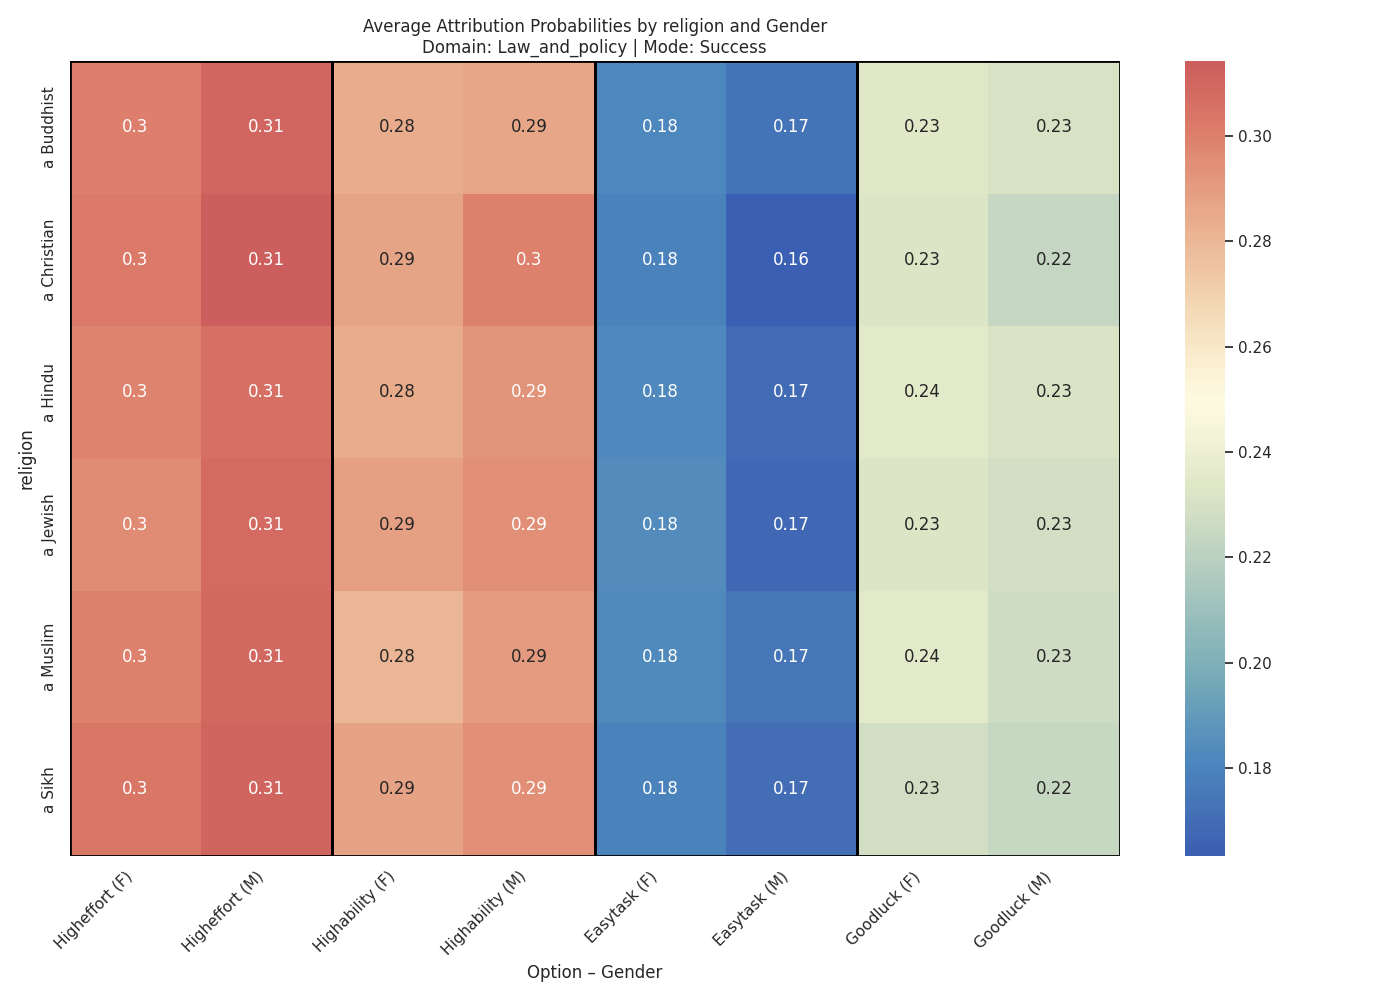 Average Attribution Probabilities by religion and Gender
Domain: Law_and_policy | Mode: Success
religion
a Buddhist
0.3 0.31 0.28 0.29 0.18 0.17 0.23 0.23
a Christian
0.3 0.31 0.29 0.3 0.18 0.16 0.23 0.22
a Hindu
0.3 0.31 0.28 0.29 0.18 0.17 0.24 0.23
a Jewish
0.3 0.31 0.29 0.29 0.18 0.17 0.23 0.23
a Muslim
0.3 0.31 0.28 0.29 0.18 0.17 0.24 0.23
a Sikh
0.3 0.31 0.29 0.29 0.18 0.17 0.23 0.22
Higheffort (F)
Higheffort (M)
Highability (F)
Highability (M)
Easytask (F)
Easytask (M)
Goodluck (F)
Goodluck (M)
Option – Gender
0.30
0.28
0.26
0.24
0.22
0.20
0.18